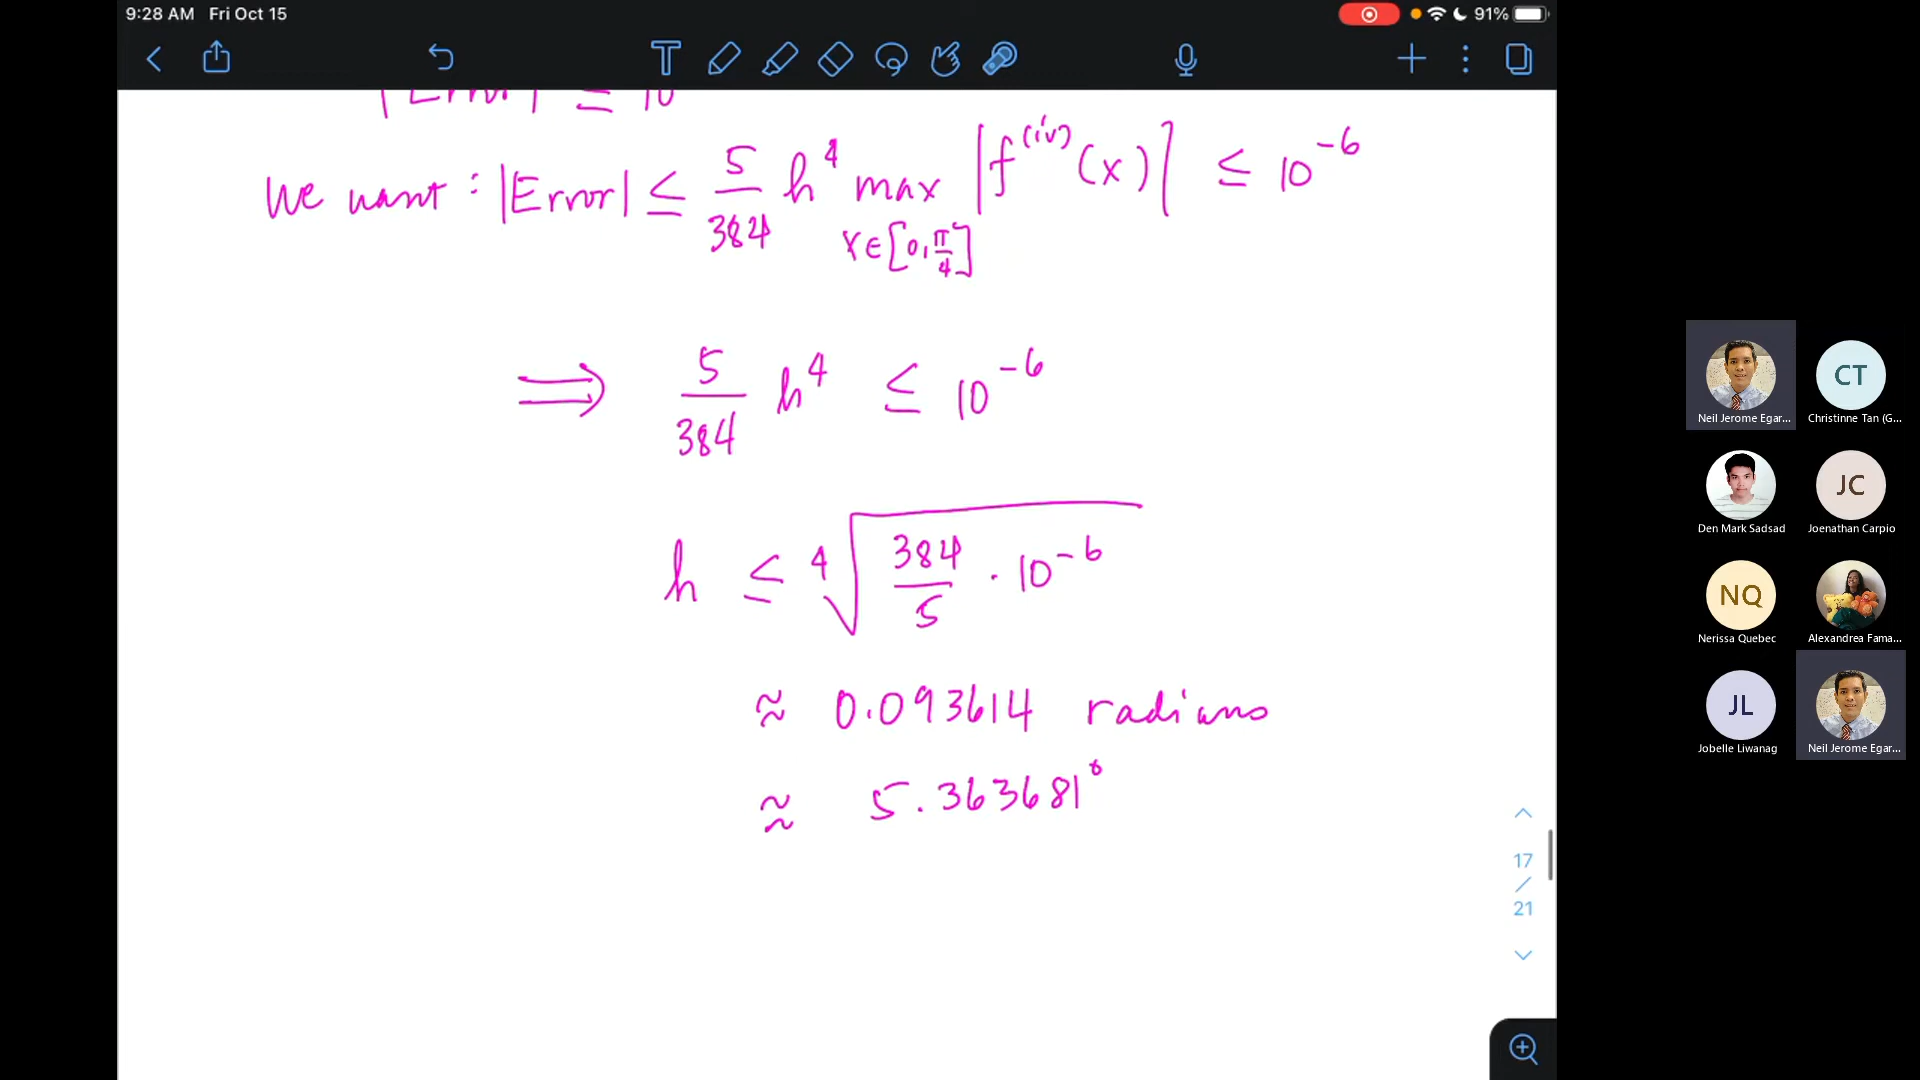 9:28 AM Fri Oct 15
91%
|Error| ≤ 10
We want : |Error| ≤ 5/384 h⁴ max x∈[0, π/4] |f⁽ⁱᵛ⁾(x)| ≤ 10⁻⁶
⟹ 5/384 h⁴ ≤ 10⁻⁶
h ≤ ⁴√(384/5 · 10⁻⁶)
≈ 0.093614 radians
≈ 5.363681°
17
/
21
Neil Jerome Egar...
CT
Christinne Tan (G...
Den Mark Sadsad
JC
Joenathan Carpio
NQ
Nerissa Quebec
Alexandrea Fama...
JL
Jobelle Liwanag
Neil Jerome Egar...